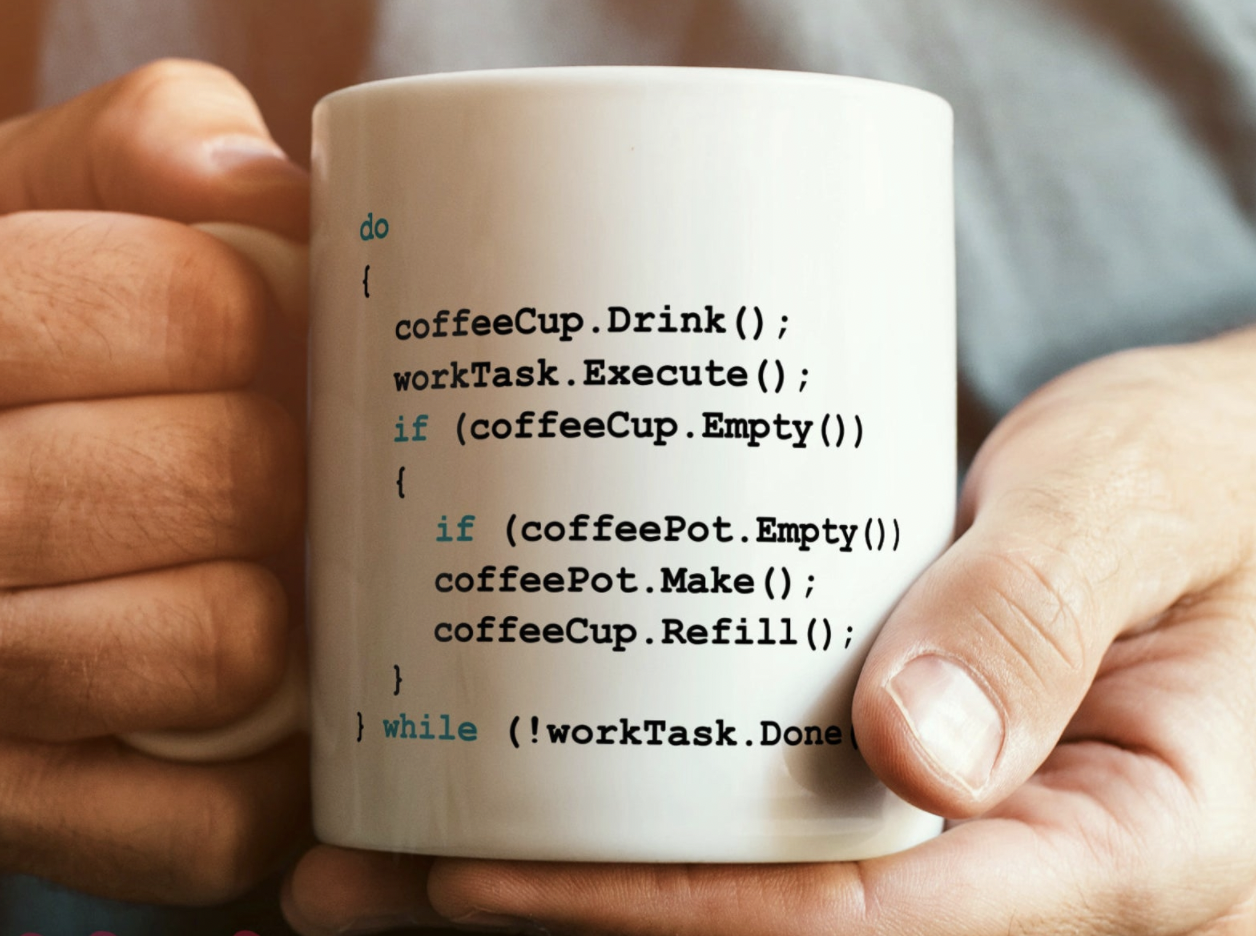 do
{
coffeeCup.Drink();
workTask.Execute();
if (coffeeCup.Empty())
{
if (coffeePot.Empty())
coffeePot.Make();
coffeeCup.Refill();
}
} while (!workTask.Done(